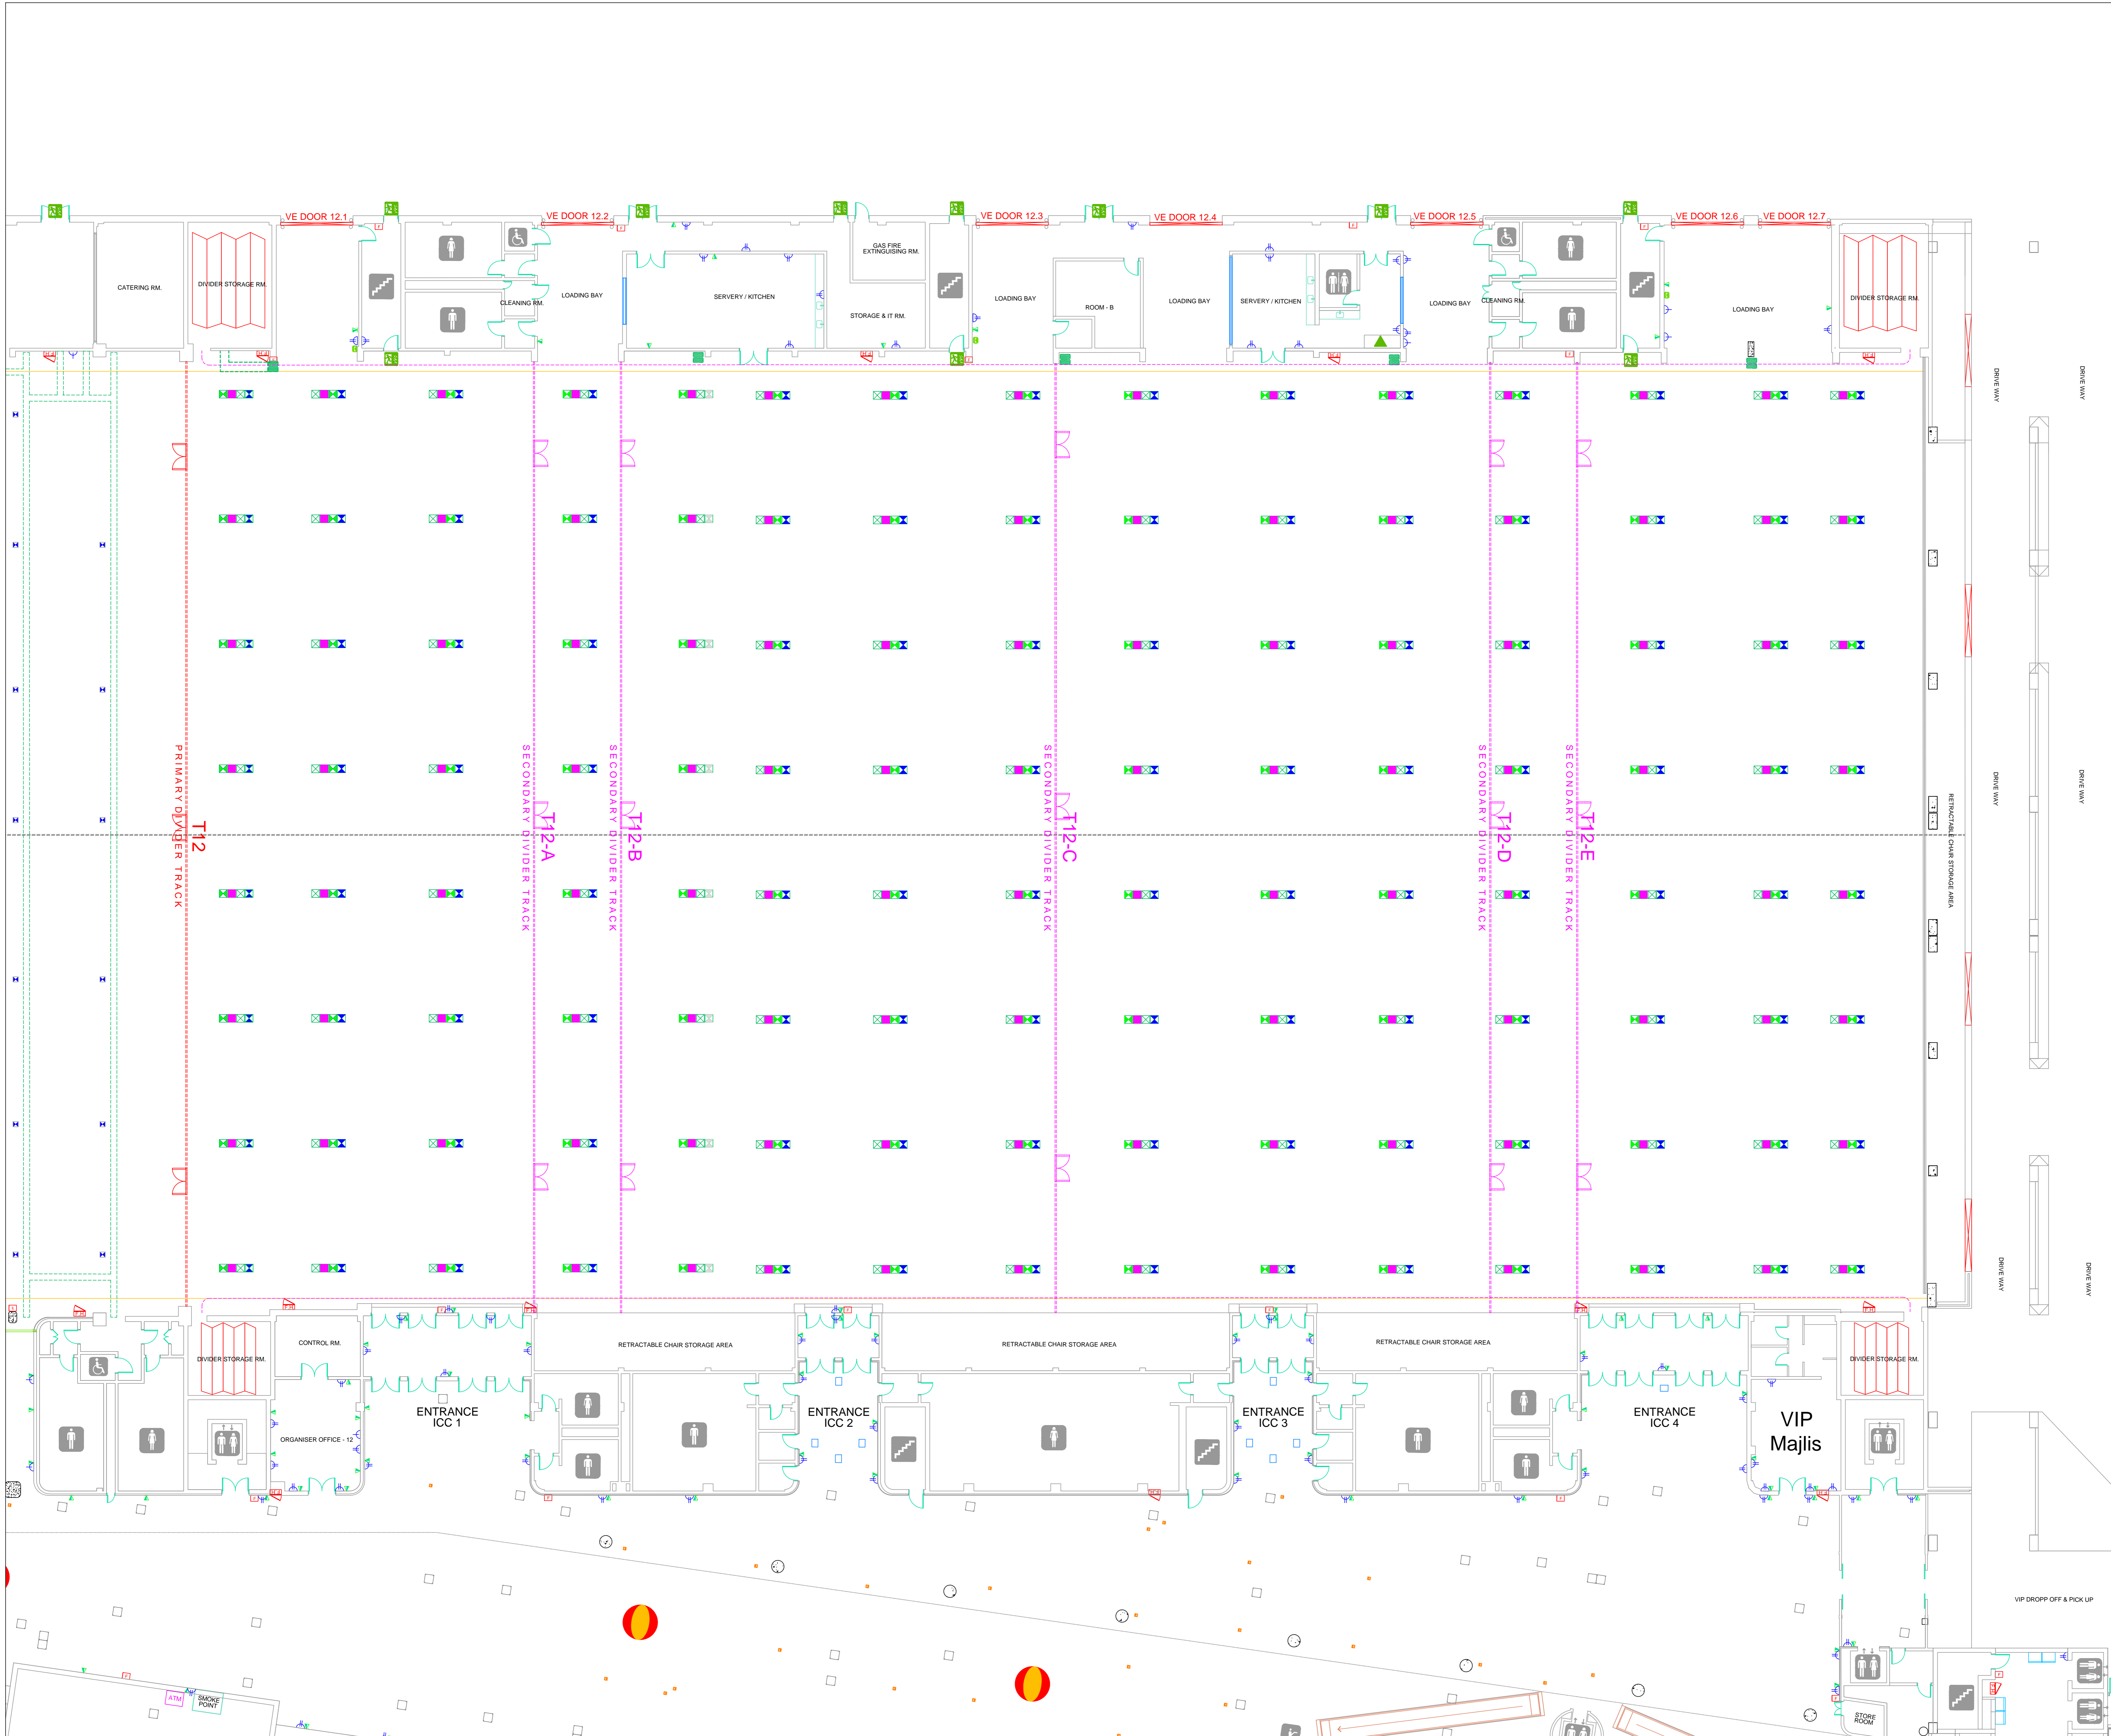 VE DOOR 12.1
VE DOOR 12.2
VE DOOR 12.3
VE DOOR 12.4
VE DOOR 12.5
VE DOOR 12.6
VE DOOR 12.7
CATERING RM.
DIVIDER STORAGE RM.
CLEANING RM.
LOADING BAY
SERVERY / KITCHEN
GAS FIRE
EXTINGUISING RM.
STORAGE & IT RM.
LOADING BAY
ROOM - B
LOADING BAY
SERVERY / KITCHEN
LOADING BAY
CLEANING RM.
LOADING BAY
DIVIDER STORAGE RM.
DRIVE WAY
DRIVE WAY
PRIMARY DIVIDER TRACK
T12
SECONDARY DIVIDER TRACK
T12-A
SECONDARY DIVIDER TRACK
T12-B
SECONDARY DIVIDER TRACK
T12-C
SECONDARY DIVIDER TRACK
T12-D
SECONDARY DIVIDER TRACK
T12-E
RETRACTABLE CHAIR STORAGE AREA
DRIVE WAY
DRIVE WAY
DRIVE WAY
DRIVE WAY
DIVIDER STORAGE RM.
CONTROL RM.
RETRACTABLE CHAIR STORAGE AREA
RETRACTABLE CHAIR STORAGE AREA
RETRACTABLE CHAIR STORAGE AREA
DIVIDER STORAGE RM.
ORGANISER OFFICE - 12
ENTRANCE
ICC 1
ENTRANCE
ICC 2
ENTRANCE
ICC 3
ENTRANCE
ICC 4
VIP
Majlis
VIP DROPP OFF & PICK UP
ATM
SMOKE
POINT
STORE
ROOM